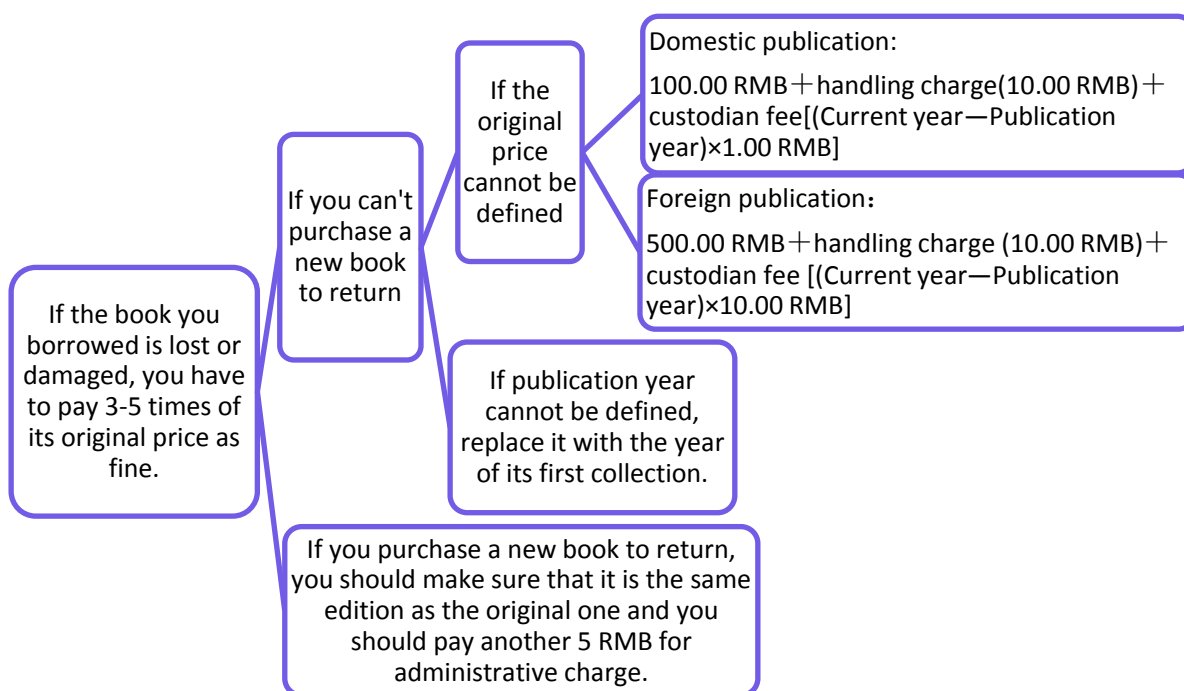 If the book you
borrowed is lost or
damaged, you have
to pay 3-5 times of
its original price as
fine.
If you can't
purchase a
new book
to return
If the
original
price
cannot be
defined
Domestic publication:
100.00 RMB＋handling charge(10.00 RMB)＋
custodian fee[(Current year—Publication
year)×1.00 RMB]
Foreign publication：
500.00 RMB＋handling charge (10.00 RMB)＋
custodian fee [(Current year—Publication
year)×10.00 RMB]
If publication year
cannot be defined,
replace it with the year
of its first collection.
If you purchase a new book to return,
you should make sure that it is the same
edition as the original one and you
should pay another 5 RMB for
administrative charge.